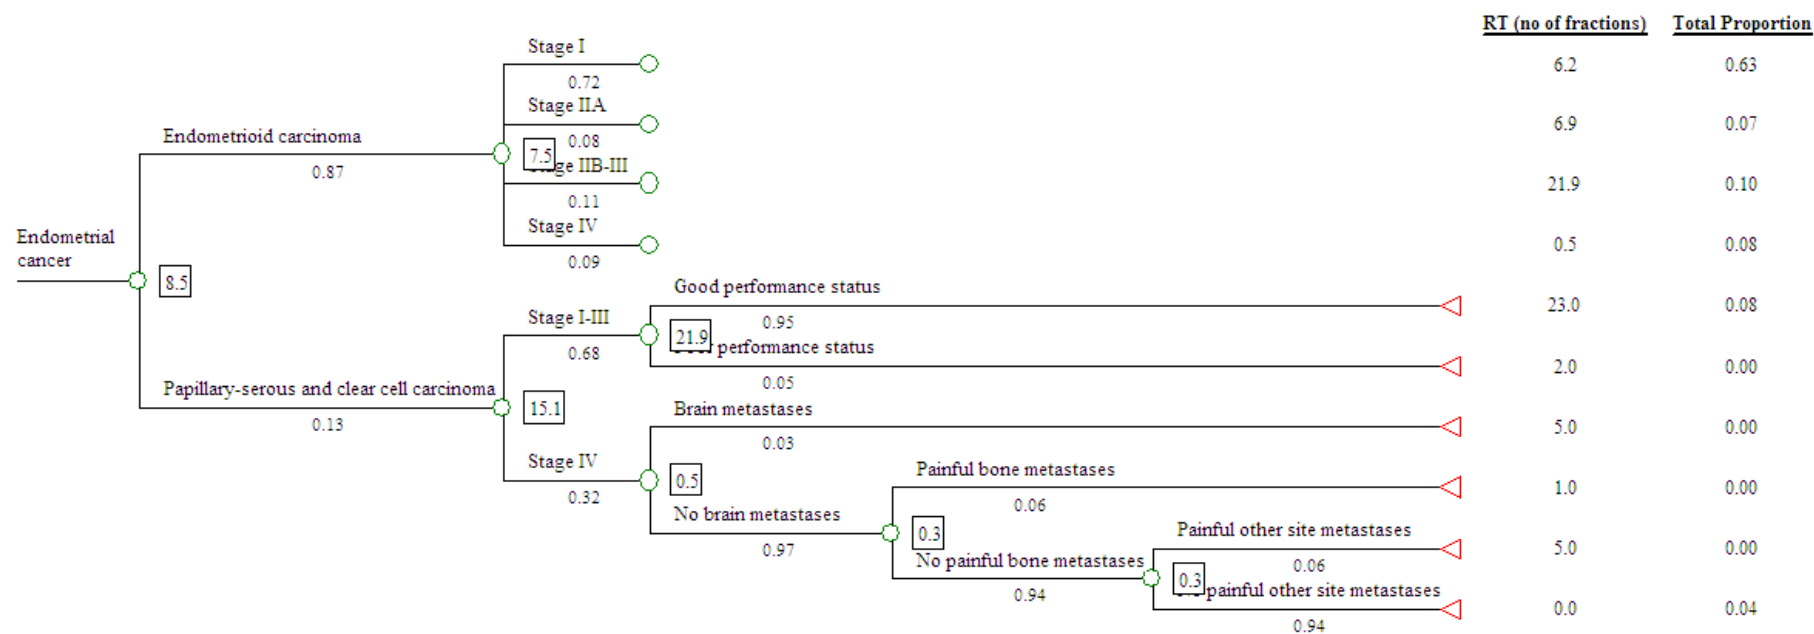 RT (no of fractions) Total Proportion
Stage I
6.2 0.63
0.72
Stage IIA
6.9 0.07
Endometrioid carcinoma
0.08
7.5
ge IIB-III
0.87
21.9 0.10
0.11
Stage IV
Endometrial
cancer
0.5 0.08
0.09
8.5
Good performance status
23.0 0.08
Stage I-III
0.95
21.9
performance status
0.68
2.0 0.00
0.05
Papillary-serous and clear cell carcinoma
15.1
Brain metastases
0.13
5.0 0.00
0.03
Stage IV
Painful bone metastases
0.5
1.0 0.00
0.32
0.06
No brain metastases
Painful other site metastases
0.3
0.97
5.0 0.00
No painful bone metastases
0.06
0.3
painful other site metastases
0.94
0.0 0.04
0.94